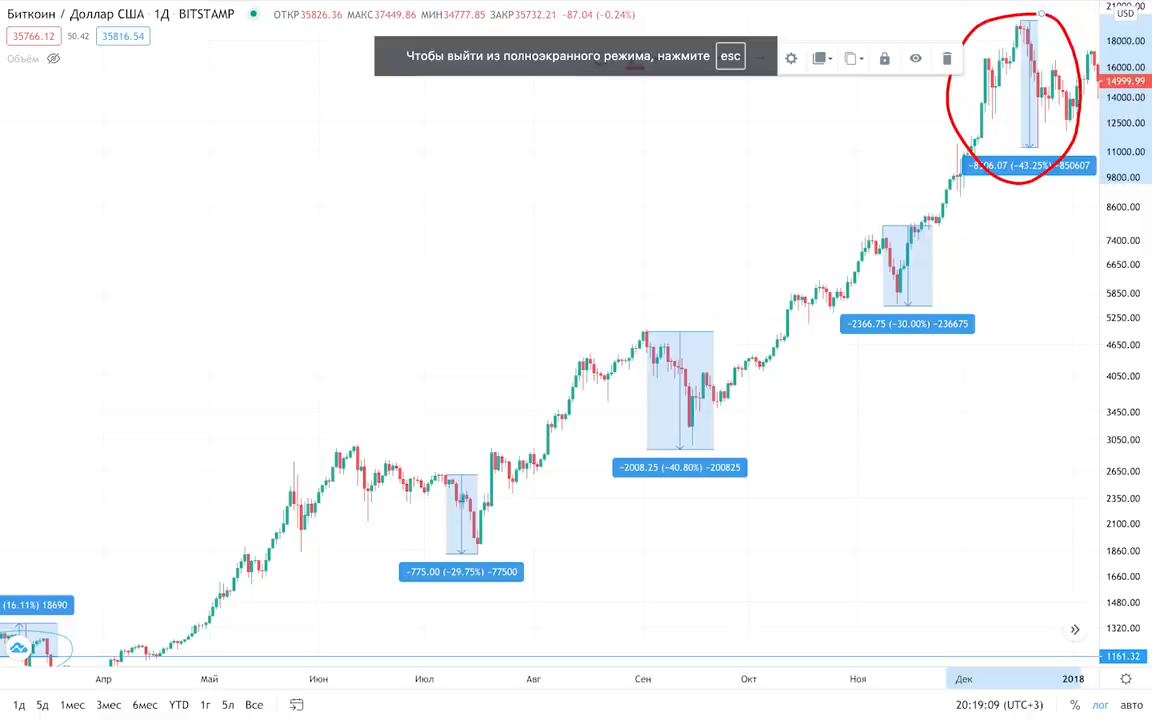 Биткоин / Доллар США 1Д BITSTAMP ОТКР35826.36 МАКС37449.86 МИН34777.85 ЗАКР35732.21 −87.04 (−0.24%)
35766.12 50.42 35816.54
Объём
Чтобы выйти из полноэкранного режима, нажмите esc
USD
21000.00
18000.00
16000.00
14999.99
14000.00
12500.00
11000.00
9800.00
8600.00
7400.00
6650.00
5850.00
5250.00
4650.00
4050.00
3450.00
3050.00
2650.00
2350.00
2100.00
1860.00
1660.00
1480.00
1320.00
1161.32
(−43.25%) −850607
−2366.75 (−30.00%) −236675
−2008.25 (−40.80%) −200825
−775.00 (−29.75%) −77500
(16.11%) 18690
Апр Май Июн Июл Авг Сен Окт Ноя Дек 2018
1д 5д 1мес 3мес 6мес YTD 1г 5л Все 20:19:09 (UTC+3) % лог авто